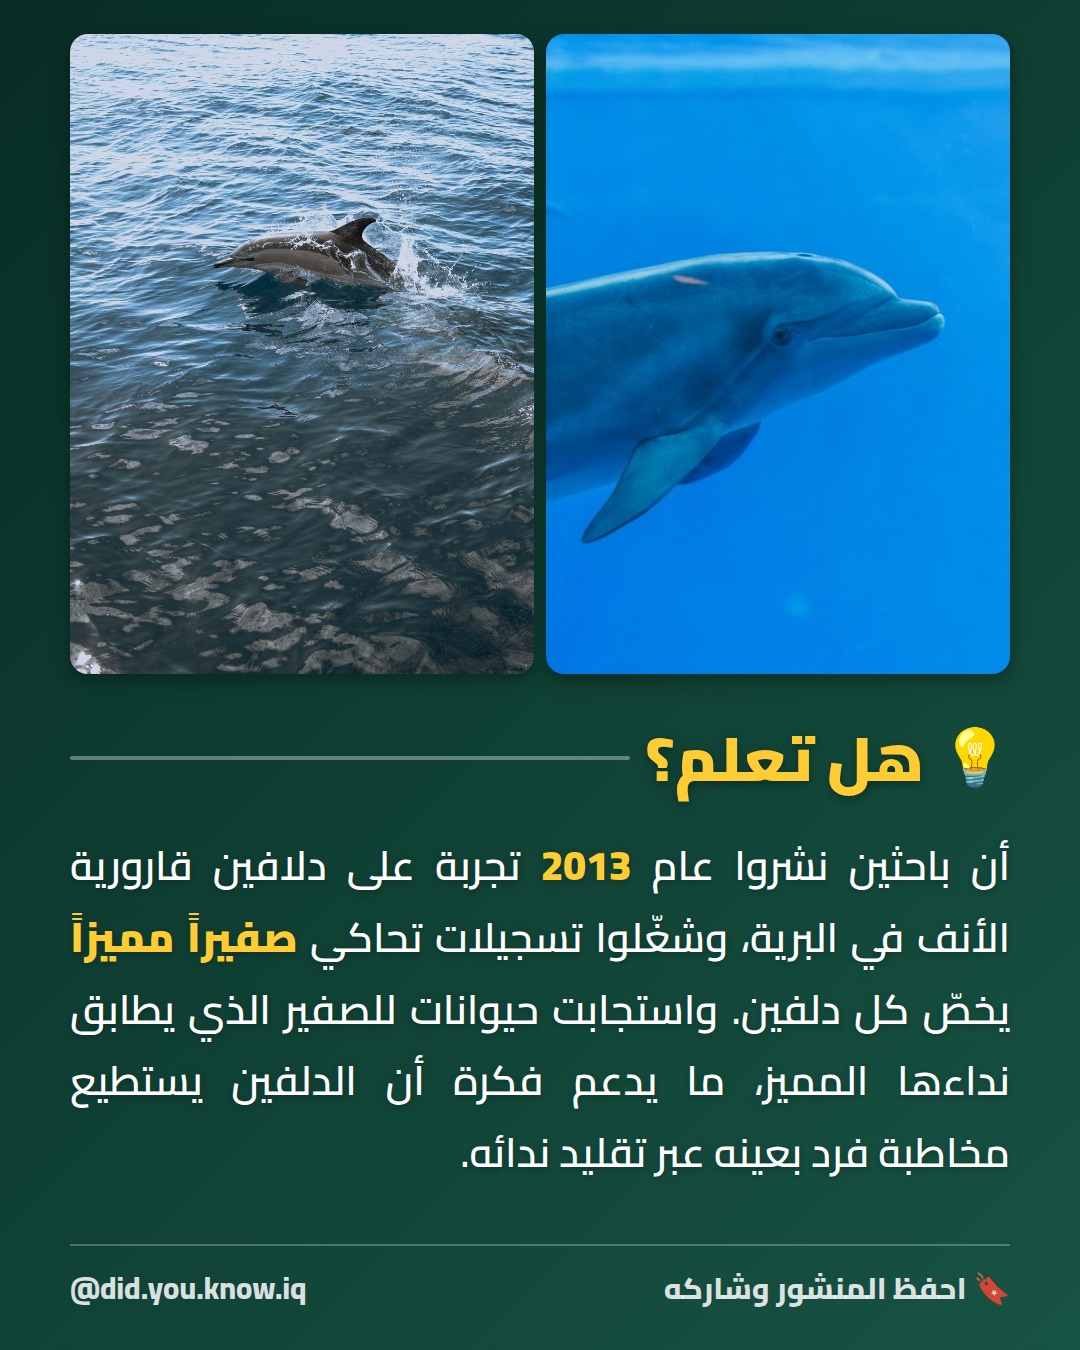 هل تعلم؟
أن باحثين نشروا عام 2013 تجربة على دلافين قارورية
الأنف في البرية، وشغّلوا تسجيلات تحاكي صفيراً مميزاً
يخصّ كل دلفين. واستجابت حيوانات للصفير الذي يطابق
نداءها المميز، ما يدعم فكرة أن الدلفين يستطيع
مخاطبة فرد بعينه عبر تقليد ندائه.
احفظ المنشور وشاركه
@did.you.know.iq